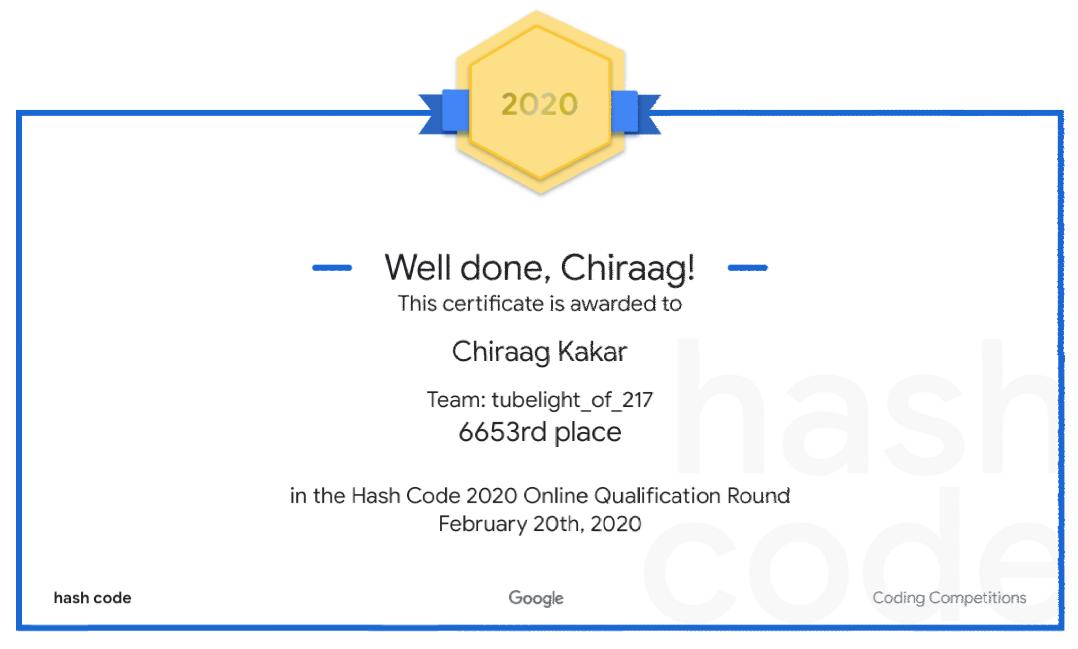 2020
Well done, Chiraag!
This certificate is awarded to
Chiraag Kakar
Team: tubelight_of_217
6653rd place
in the Hash Code 2020 Online Qualification Round
February 20th, 2020
hash
code
hash code
Google
Coding Competitions